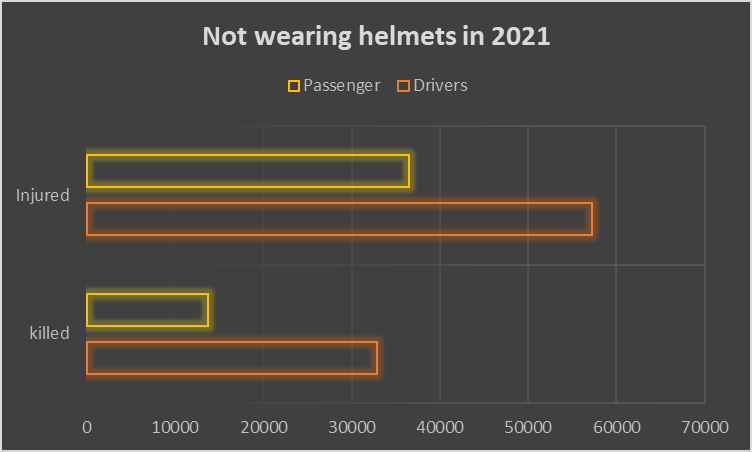 Not wearing helmets in 2021
Passenger Drivers
Injured
killed
0 10000 20000 30000 40000 50000 60000 70000